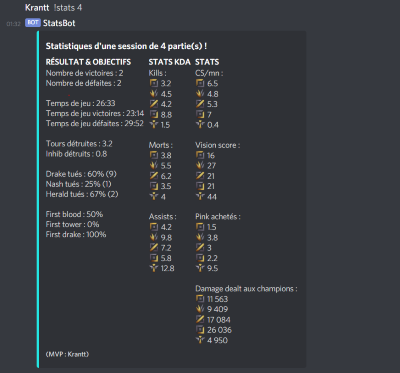 Krantt !stats 4
01:32 BOT StatsBot
Statistiques d'une session de 4 partie(s) !
RÉSULTAT & OBJECTIFS
Nombre de victoires : 2
Nombre de défaites : 2
Temps de jeu : 26:33
Temps de jeu victoires : 23:14
Temps de jeu défaites : 29:52
Tours détruites : 3.2
Inhib détruits : 0.8
Drake tués : 60% (9)
Nash tués : 25% (1)
Herald tués : 67% (2)
First blood : 50%
First tower : 0%
First drake : 100%
STATS KDA
Kills :
3.2
4.5
4.2
8.8
1.5
Morts :
3.8
5.5
6.2
3.5
4
Assists :
4.2
9.8
7.2
5.8
12.8
STATS
CS/mn :
6.5
4.8
5.3
7
0.4
Vision score :
16
27
21
21
44
Pink achetés :
1.5
3.8
3
2.2
9.5
Damage dealt aux champions :
11 563
9 409
17 084
26 036
4 950
(MVP : Krantt)